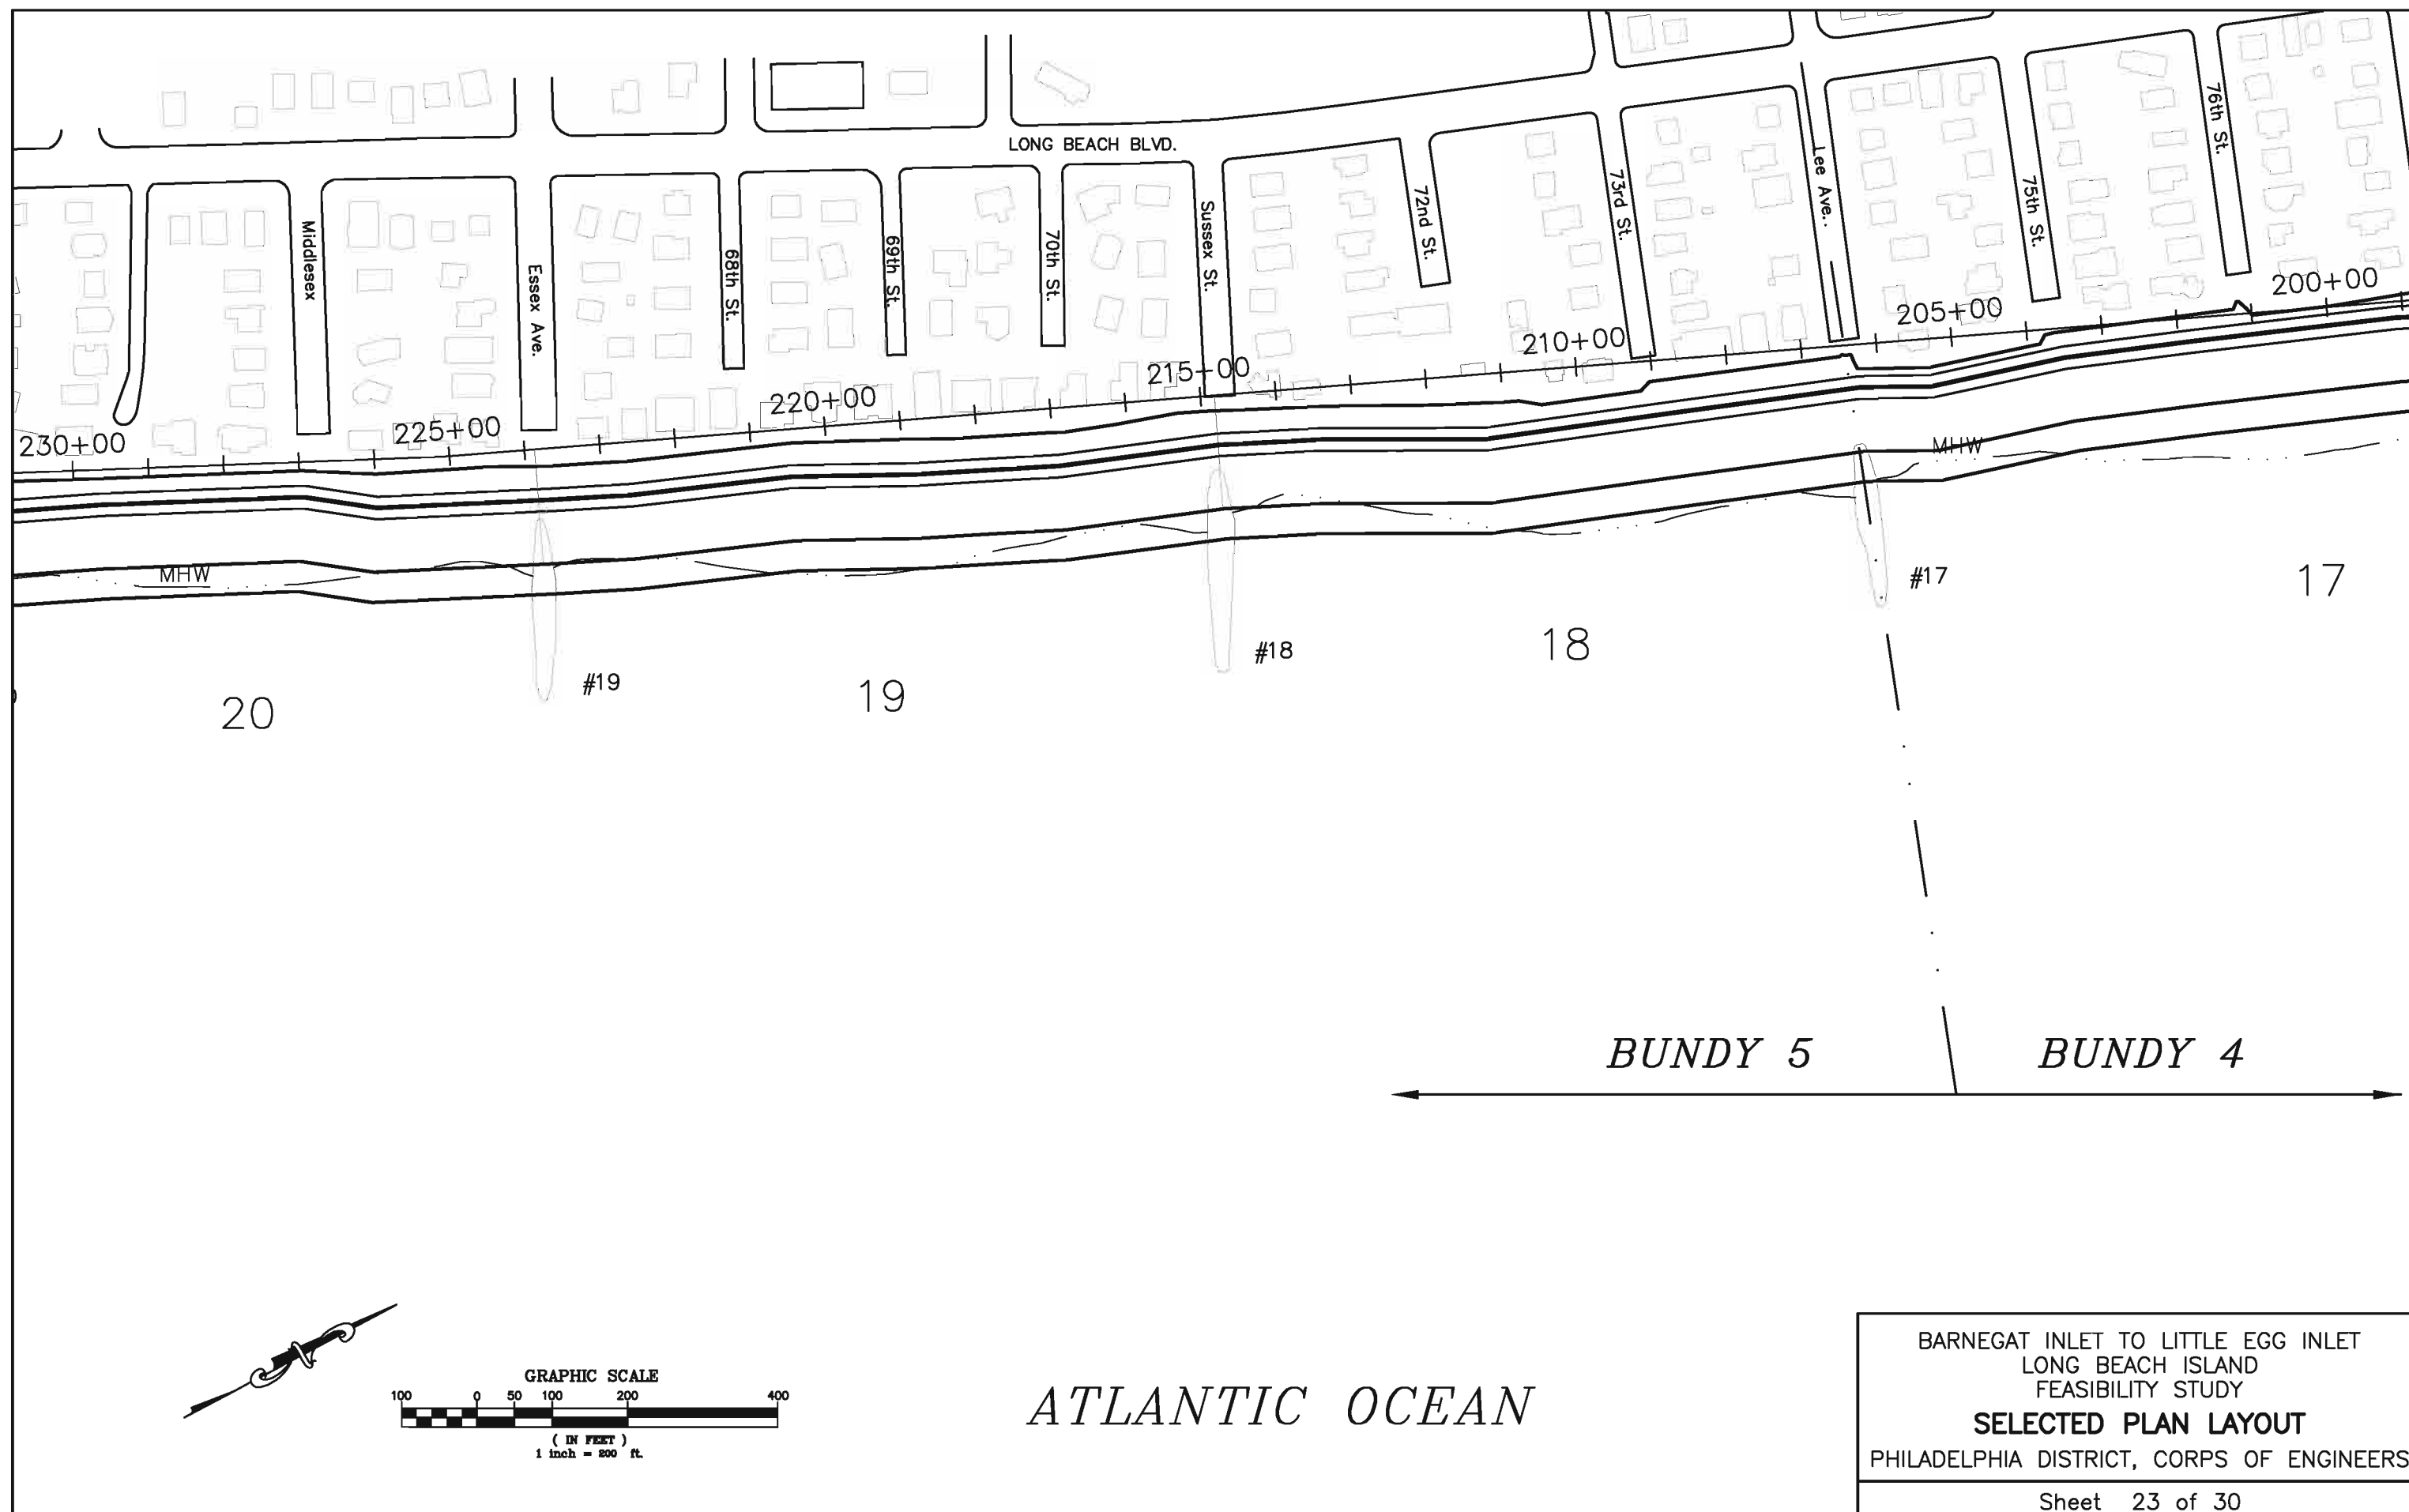 LONG BEACH BLVD.
Middlesex
Essex Ave.
68th St.
69th St.
70th St.
Sussex St.
72nd St.
73rd St.
Lee Ave..
75th St.
76th St.
230+00
225+00
220+00
215+00
210+00
205+00
200+00
MHW
MHW
#19
#18
#17
20
19
18
17
BUNDY 5
BUNDY 4
N
GRAPHIC SCALE
100 0 50 100 200 400
( IN FEET )
1 inch = 200 ft.
ATLANTIC OCEAN
BARNEGAT INLET TO LITTLE EGG INLET
LONG BEACH ISLAND
FEASIBILITY STUDY
SELECTED PLAN LAYOUT
PHILADELPHIA DISTRICT, CORPS OF ENGINEERS
Sheet 23 of 30